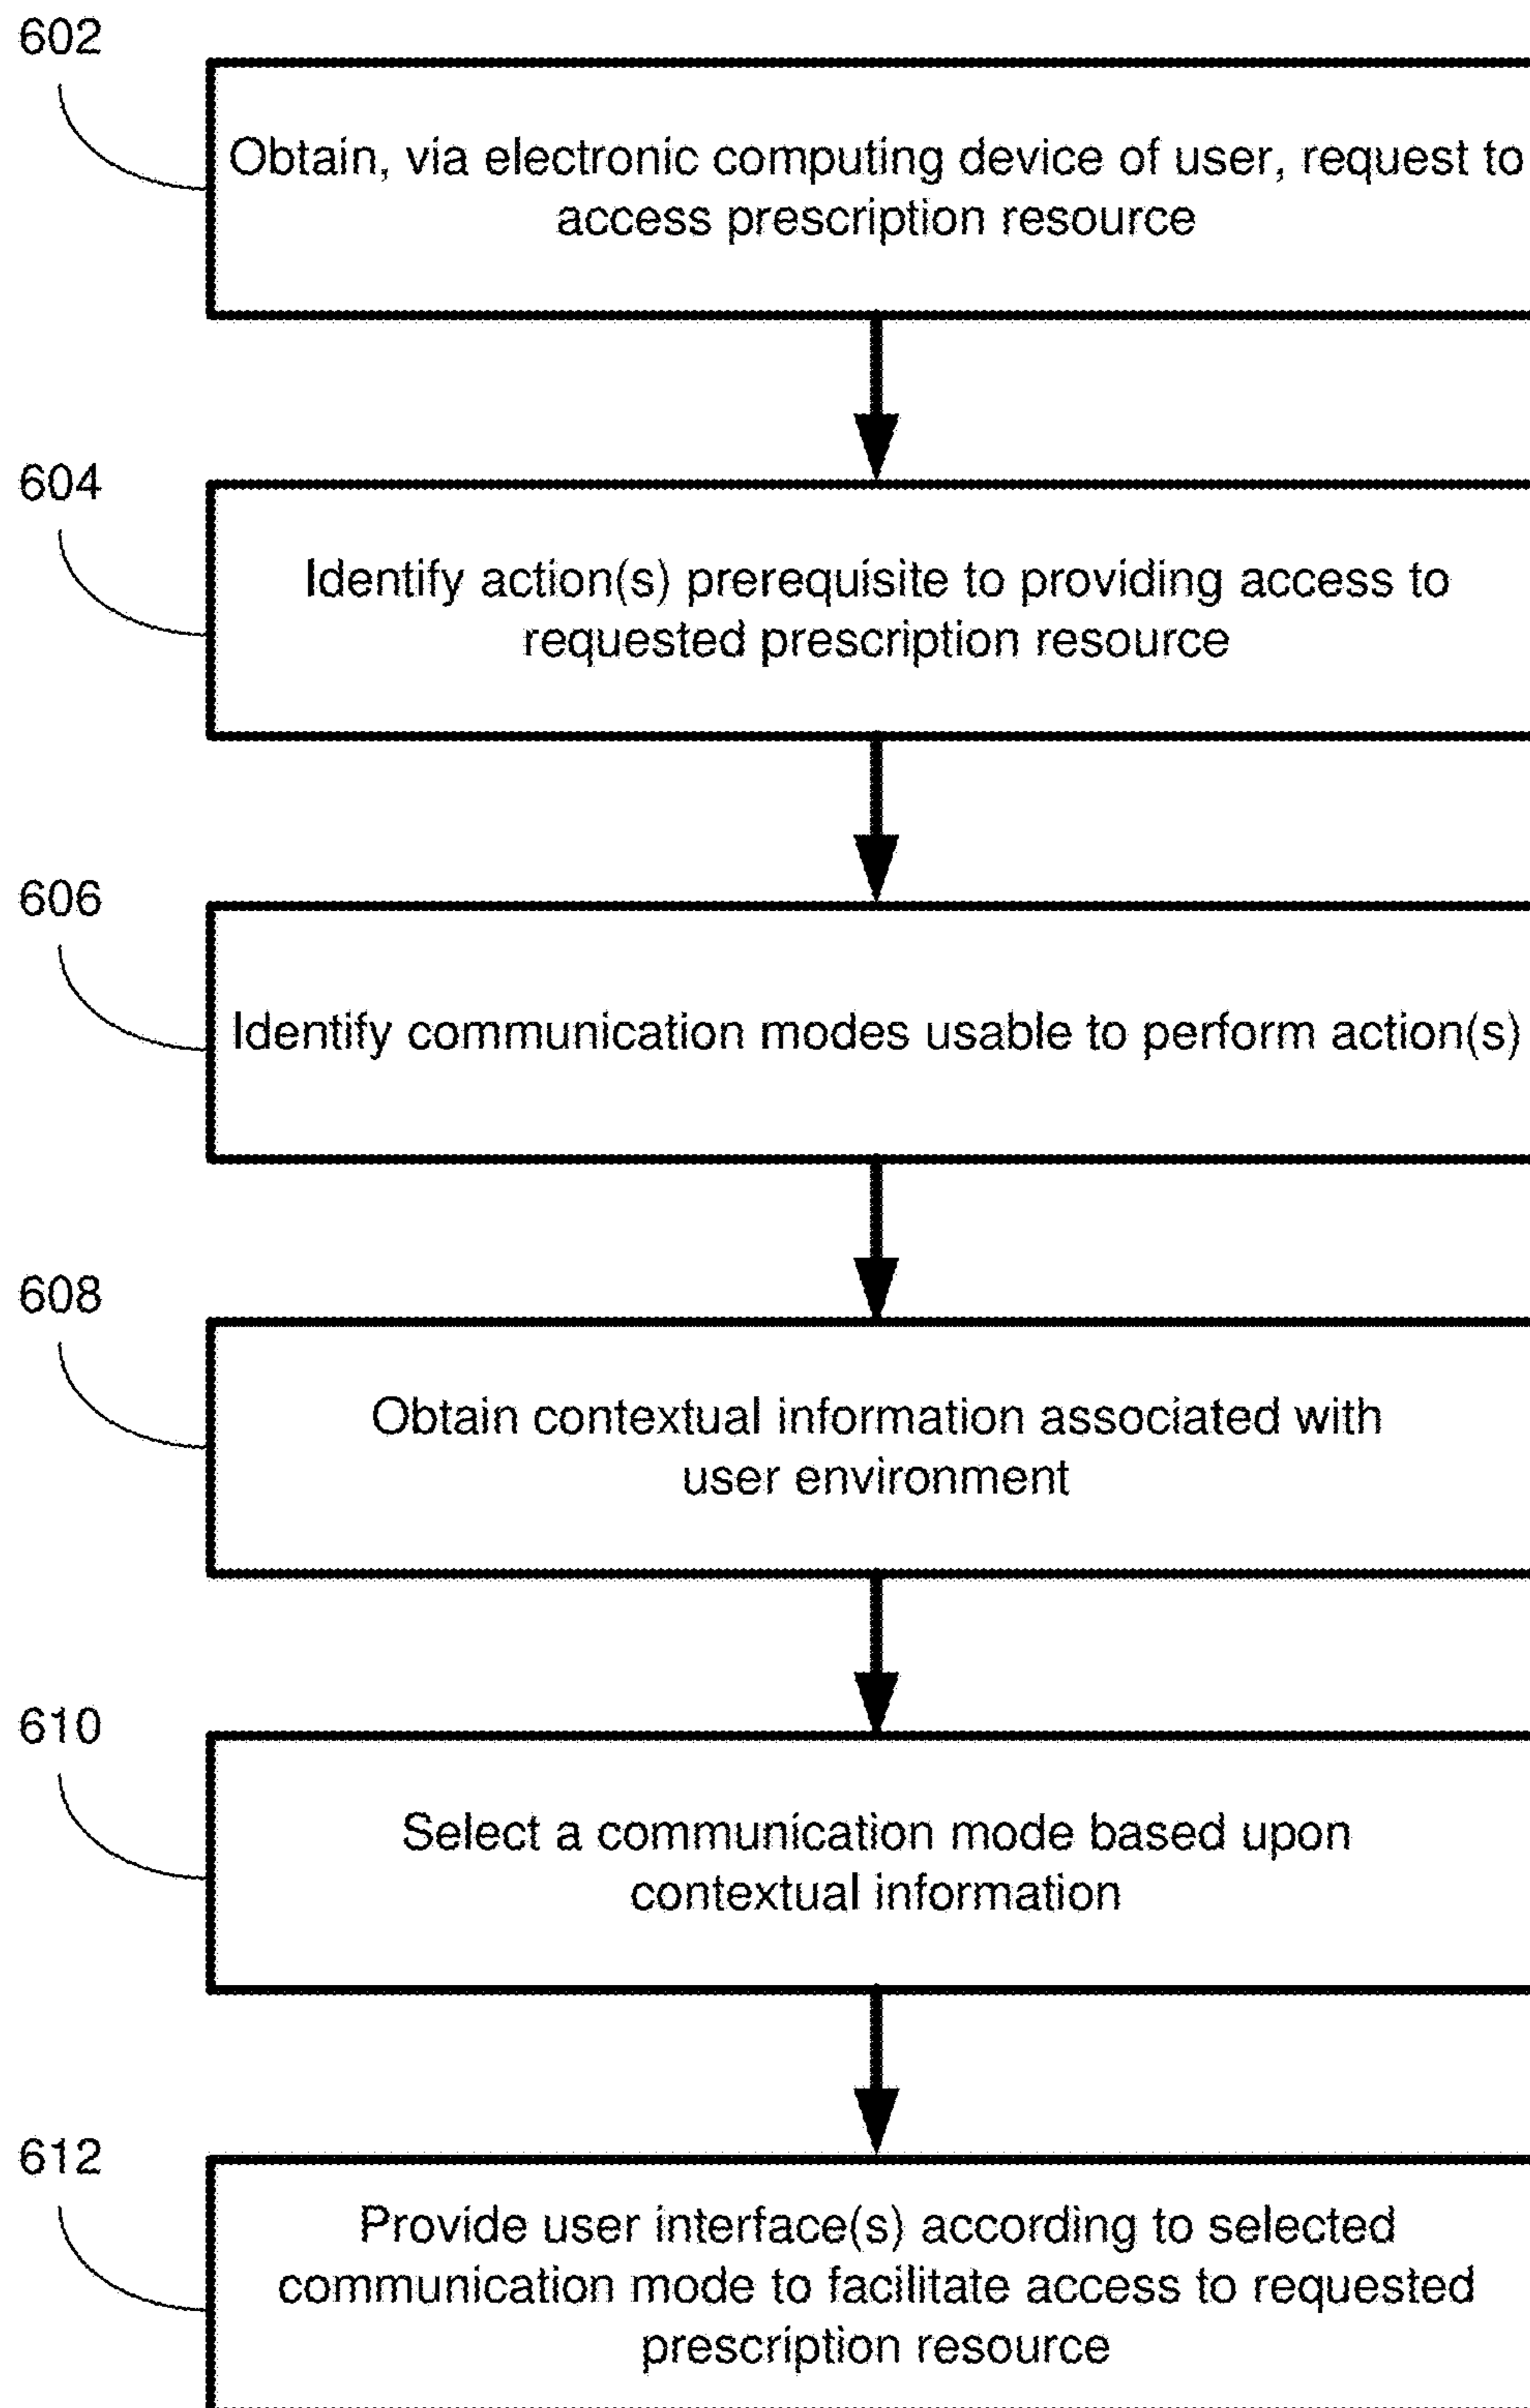 602
Obtain, via electronic computing device of user, request to
access prescription resource
604
Identify action(s) prerequisite to providing access to
requested prescription resource
606
Identify communication modes usable to perform action(s)
608
Obtain contextual information associated with
user environment
610
Select a communication mode based upon
contextual information
612
Provide user interface(s) according to selected
communication mode to facilitate access to requested
prescription resource